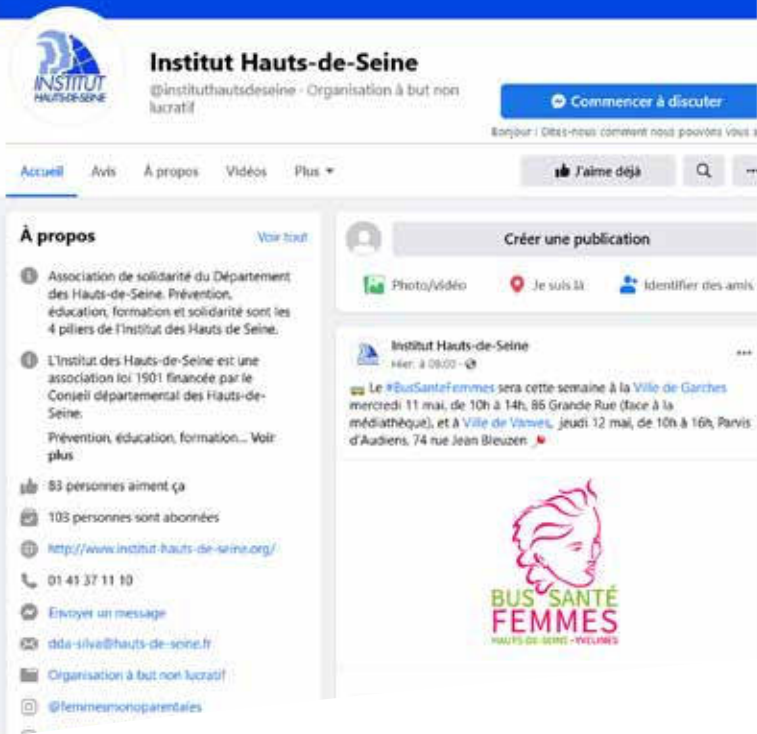 INSTITUT
HAUTS-DE-SEINE
Institut Hauts-de-Seine
@instituthautsdeseine · Organisation à but non
lucratif
Commencer à discuter
Bonjour ! Dites-nous comment nous pouvons vous
Accueil
Avis
À propos
Vidéos
Plus
J'aime déjà
À propos
Voir tout
Association de solidarité du Département
des Hauts-de-Seine. Prévention,
éducation, formation et solidarité sont les
4 piliers de l'Institut des Hauts de Seine.
L'Institut des Hauts-de-Seine est une
association loi 1901 financée par le
Conseil départemental des Hauts-de-
Seine.
Prévention, éducation, formation... Voir
plus
83 personnes aiment ça
103 personnes sont abonnées
http://www.institut-hauts-de-seine.org/
01 41 37 11 10
Envoyer un message
dda-silva@hauts-de-seine.fr
Organisation à but non lucratif
@femmesmonoparentales
Créer une publication
Photo/vidéo
Je suis là
Identifier des amis
Institut Hauts-de-Seine
Hier, à 09:00
Le #BusSanteFemmes sera cette semaine à la Ville de Garches
mercredi 11 mai, de 10h à 14h, 86 Grande Rue (face à la
médiathèque), et à Ville de Vanves, jeudi 12 mai, de 10h à 16h, Parvis
d'Audiens, 74 rue Jean Bleuzen
BUS SANTÉ
FEMMES
HAUTS-DE-SEINE - YVELINES